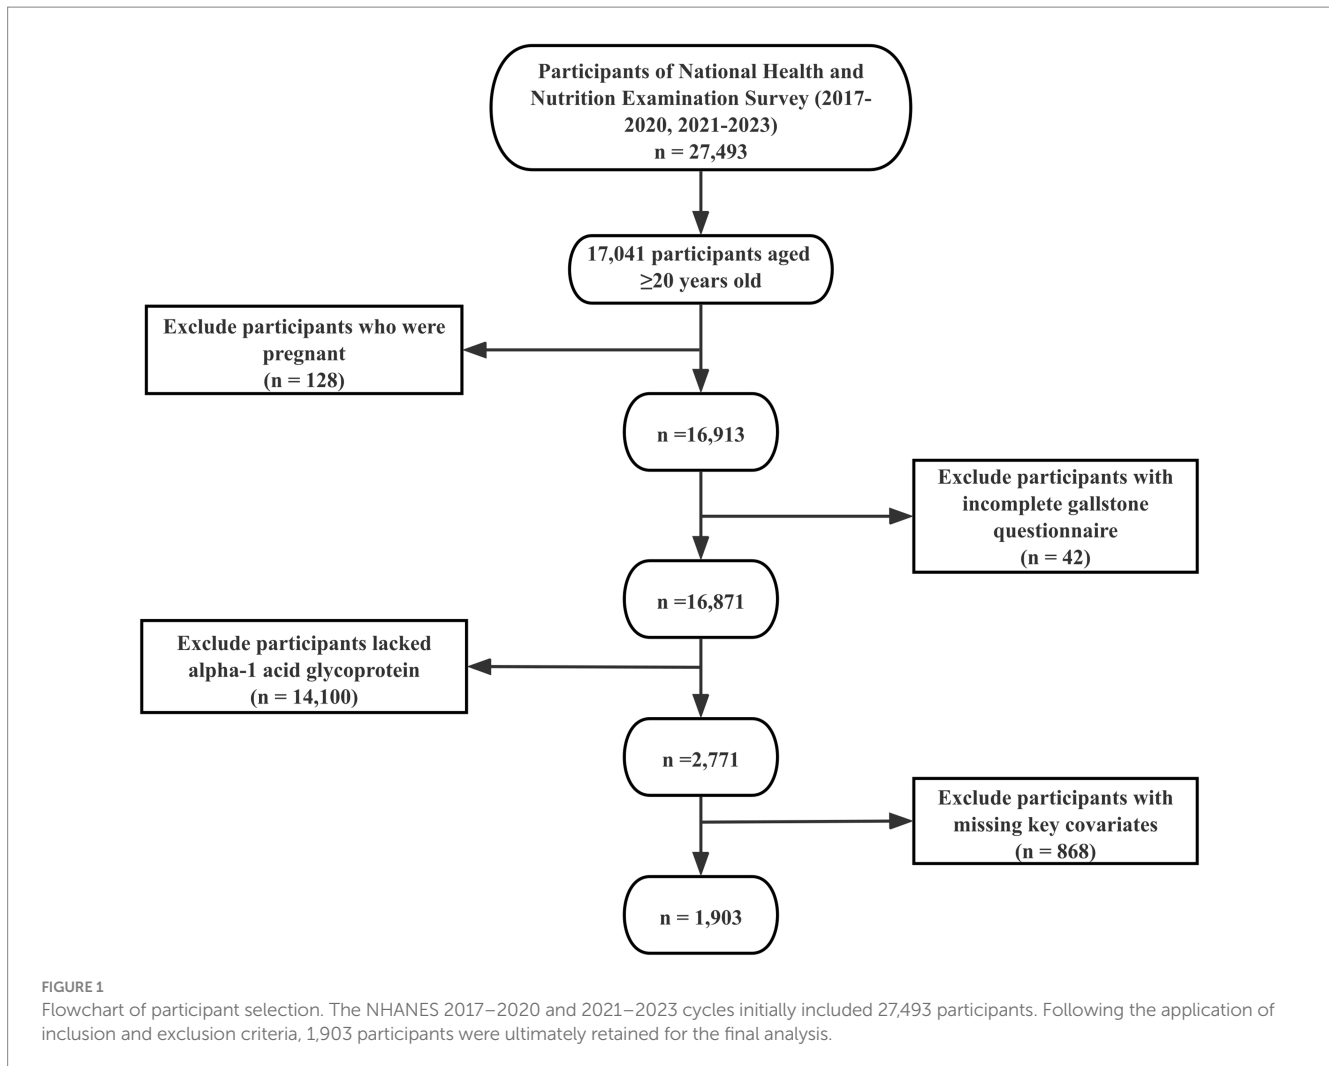 Participants of National Health and
Nutrition Examination Survey (2017-
2020, 2021-2023)
n = 27,493
17,041 participants aged
≥20 years old
Exclude participants who were
pregnant
(n = 128)
n =16,913
Exclude participants with
incomplete gallstone
questionnaire
(n = 42)
n =16,871
Exclude participants lacked
alpha-1 acid glycoprotein
(n = 14,100)
n =2,771
Exclude participants with
missing key covariates
(n = 868)
n = 1,903
FIGURE 1
Flowchart of participant selection. The NHANES 2017–2020 and 2021–2023 cycles initially included 27,493 participants. Following the application of
inclusion and exclusion criteria, 1,903 participants were ultimately retained for the final analysis.